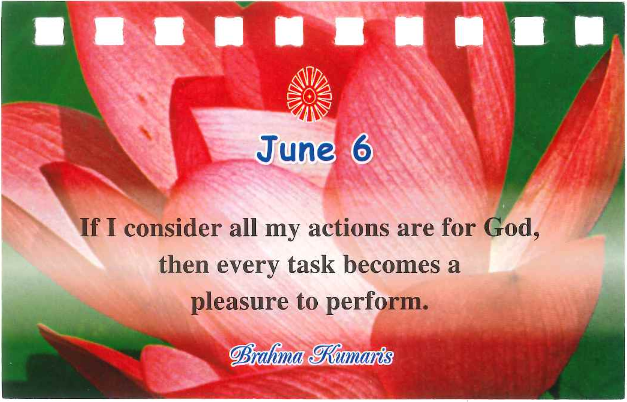 June 6
If I consider all my actions are for God,
then every task becomes a
pleasure to perform.
Brahma Kumaris